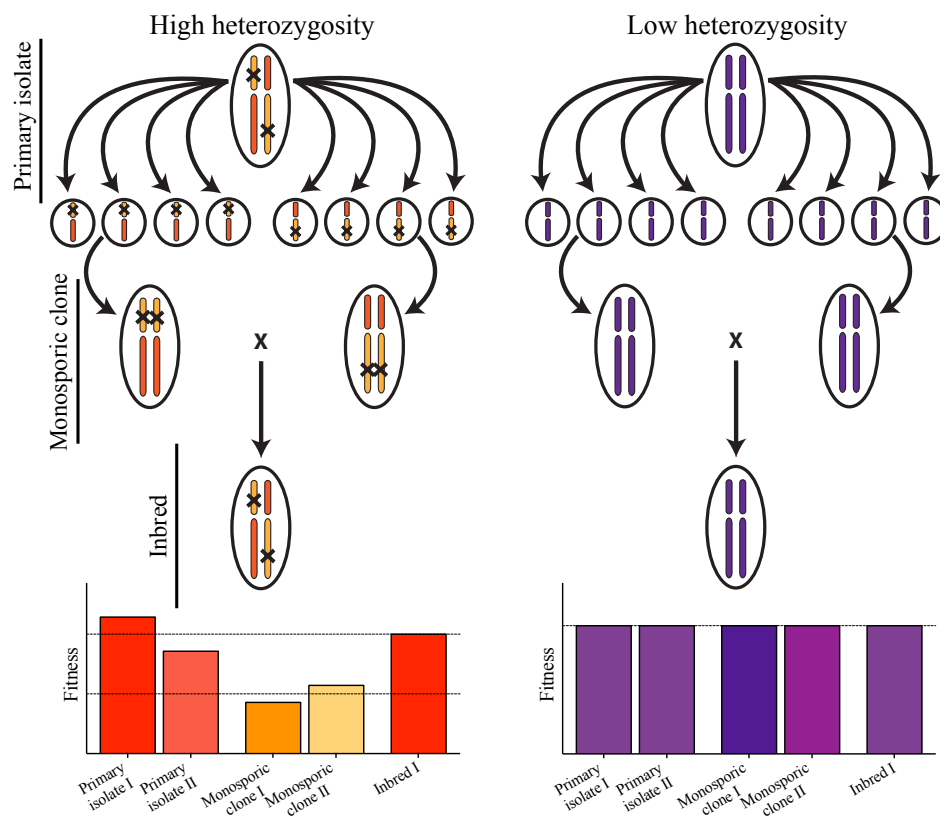 High heterozygosity
Low heterozygosity
Primary isolate
Monosporic clone
x
x
Inbred
Fitness
Primary
isolate I
Primary
isolate II
Monosporic
clone I
Monosporic
clone II
Inbred I
Fitness
Primary
isolate I
Primary
isolate II
Monosporic
clone I
Monosporic
clone II
Inbred I